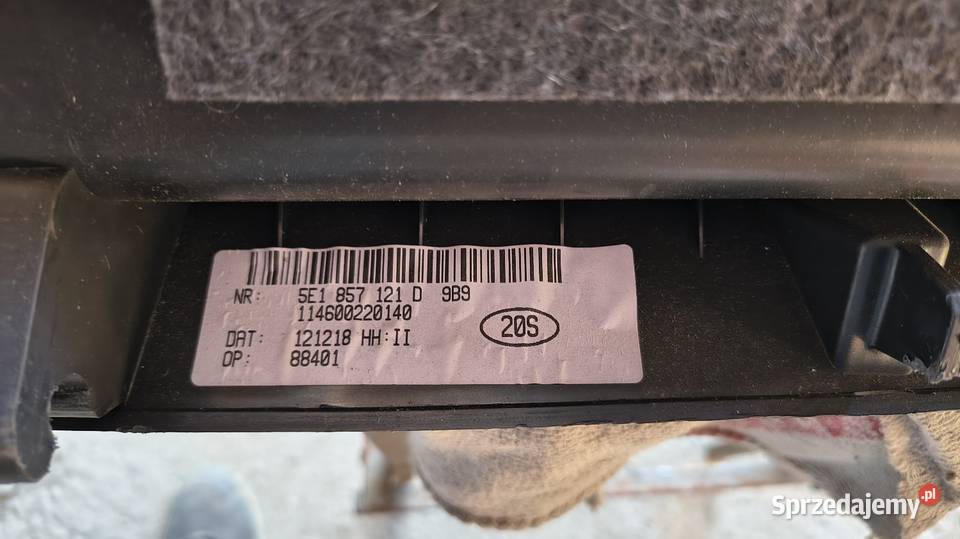 NR: 5E1 857 121 D 9B9
114600220140
DAT: 121218 HH:II
OP: 88401
20S
Sprzedajemy.pl